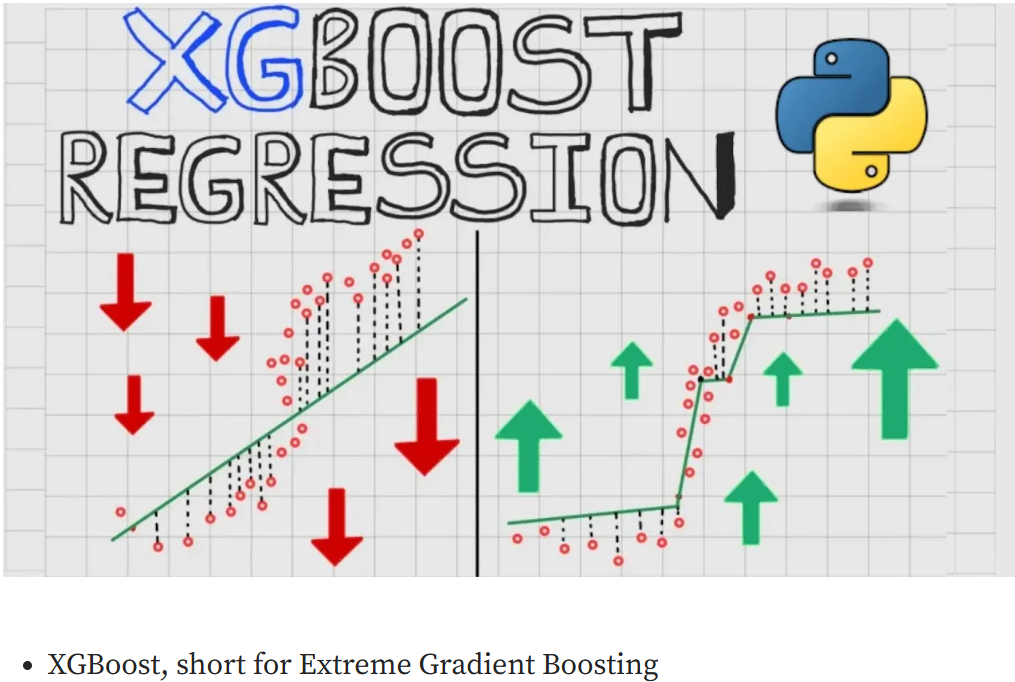 XGBOOST
REGRESSION
• XGBoost, short for Extreme Gradient Boosting